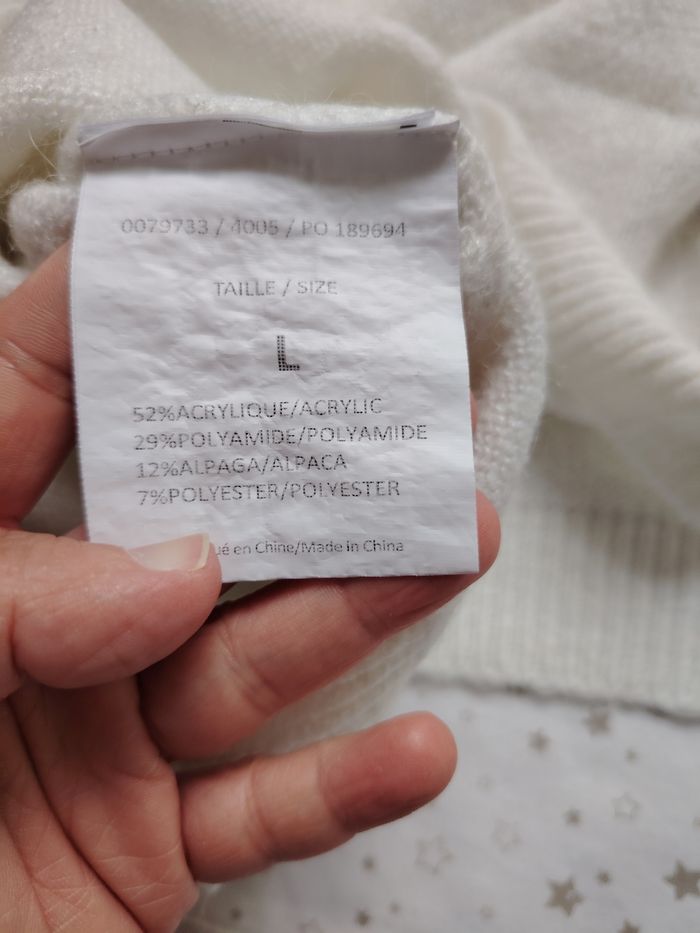 0079733 / 4005 / PO 189694
TAILLE / SIZE
L
52%ACRYLIQUE/ACRYLIC
29%POLYAMIDE/POLYAMIDE
12%ALPAGA/ALPACA
7%POLYESTER/POLYESTER
en Chine/Made in China